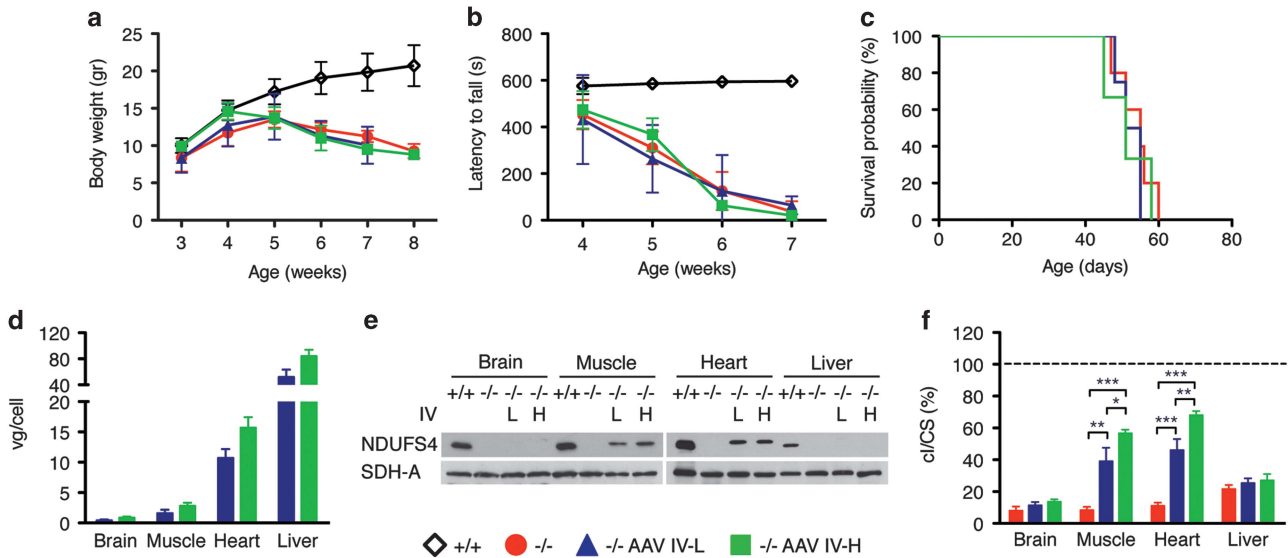 a
Body weight (gr)
25
20
15
10
5
0
3 4 5 6 7 8
Age (weeks)
b
Latency to fall (s)
800
600
400
200
0
4 5 6 7
Age (weeks)
c
Survival probability (%)
100
80
60
40
20
0
0 20 40 60 80
Age (days)
d
vg/cell
120
80
40
20
15
10
5
0
Brain Muscle Heart Liver
e
Brain Muscle Heart Liver
+/+ -/- -/- -/- +/+ -/- -/- -/- +/+ -/- -/- -/- +/+ -/- -/- -/-
IV L H L H L H L H
NDUFS4
SDH-A
f
cI/CS (%)
120
100
80
60
40
20
0
*** *** 
* **
** ***
Brain Muscle Heart Liver
+/+ -/- -/- AAV IV-L -/- AAV IV-H